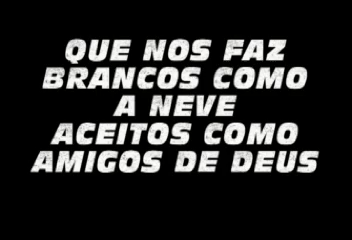 QUE NOS FAZ
BRANCOS COMO
A NEVE
ACEITOS COMO
AMIGOS DE DEUS